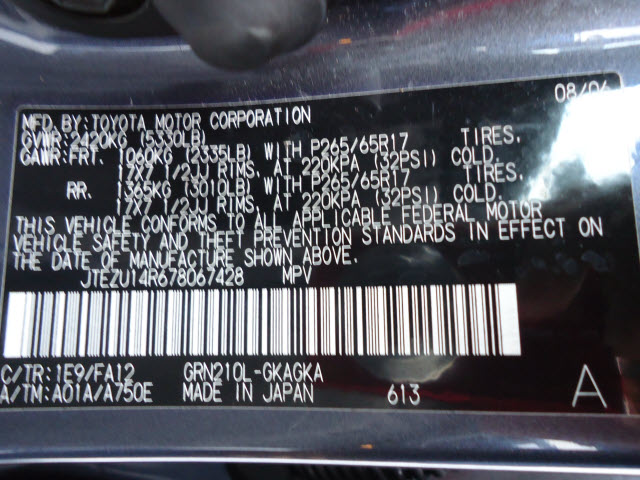 08/06
MFD. BY: TOYOTA MOTOR CORPORATION
GVWR: 2420KG (5330LB)
GAWR: FRT. 1060KG (2335LB) WITH P265/65R17 TIRES,
17X7 1/2JJ RIMS, AT 220KPA (32PSI) COLD.
RR. 1365KG (3010LB) WITH P265/65R17 TIRES,
17X7 1/2JJ RIMS, AT 220KPA (32PSI) COLD.
THIS VEHICLE CONFORMS TO ALL APPLICABLE FEDERAL MOTOR
VEHICLE SAFETY AND THEFT PREVENTION STANDARDS IN EFFECT ON
THE DATE OF MANUFACTURE SHOWN ABOVE.
JTEZU14R678067428 MPV
C/TR: 1E9/FA12 GRN210L-GKAGKA
A/TM: A01A/A750E MADE IN JAPAN 613 A